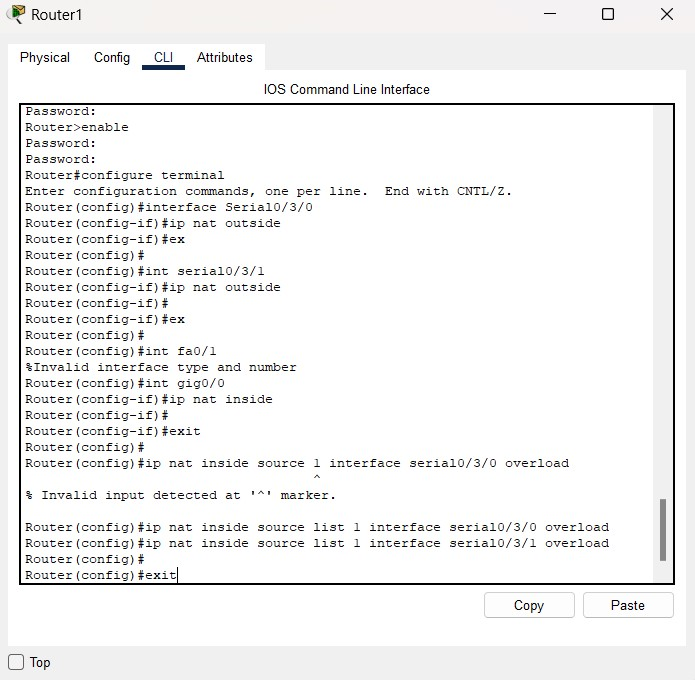 Router1
Physical Config CLI Attributes
IOS Command Line Interface
Password:
Router>enable
Password:
Password:
Router#configure terminal
Enter configuration commands, one per line.  End with CNTL/Z.
Router(config)#interface Serial0/3/0
Router(config-if)#ip nat outside
Router(config-if)#ex
Router(config)#
Router(config)#int serial0/3/1
Router(config-if)#ip nat outside
Router(config-if)#
Router(config-if)#ex
Router(config)#
Router(config)#int fa0/1
%Invalid interface type and number
Router(config)#int gig0/0
Router(config-if)#ip nat inside
Router(config-if)#
Router(config-if)#exit
Router(config)#
Router(config)#ip nat inside source 1 interface serial0/3/0 overload
^
% Invalid input detected at '^' marker.
Router(config)#ip nat inside source list 1 interface serial0/3/0 overload
Router(config)#ip nat inside source list 1 interface serial0/3/1 overload
Router(config)#
Router(config)#exit
Copy Paste
Top